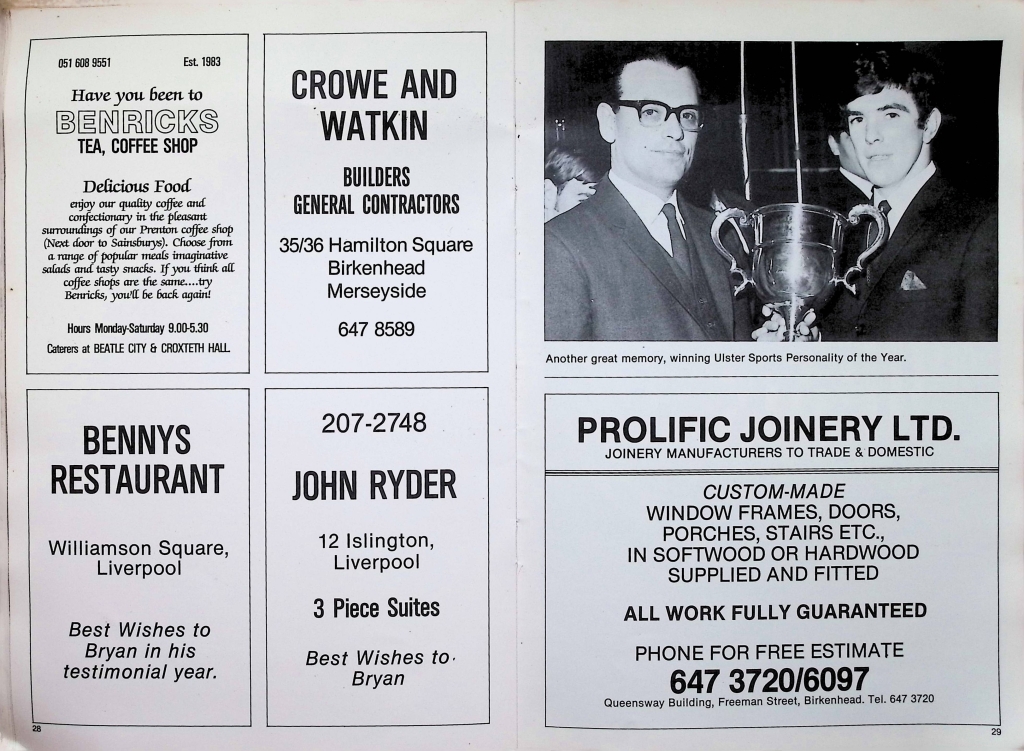 051 608 9551 Est. 1983
Have you been to
BENRICKS
TEA, COFFEE SHOP
Delicious Food
enjoy our quality coffee and
confectionary in the pleasant
surroundings of our Prenton coffee shop
(Next door to Sainsburys). Choose from
a range of popular meals imaginative
salads and tasty snacks. If you think all
coffee shops are the same....try
Benricks, you'll be back again!
Hours Monday-Saturday 9.00-5.30
Caterers at BEATLE CITY & CROXTETH HALL
CROWE AND
WATKIN
BUILDERS
GENERAL CONTRACTORS
35/36 Hamilton Square
Birkenhead
Merseyside
647 8589
BENNYS
RESTAURANT
Williamson Square,
Liverpool
Best Wishes to
Bryan in his
testimonial year.
207-2748
JOHN RYDER
12 Islington,
Liverpool
3 Piece Suites
Best Wishes to
Bryan
28
Another great memory, winning Ulster Sports Personality of the Year.
PROLIFIC JOINERY LTD.
JOINERY MANUFACTURERS TO TRADE & DOMESTIC
CUSTOM-MADE
WINDOW FRAMES, DOORS,
PORCHES, STAIRS ETC.,
IN SOFTWOOD OR HARDWOOD
SUPPLIED AND FITTED
ALL WORK FULLY GUARANTEED
PHONE FOR FREE ESTIMATE
647 3720/6097
Queensway Building, Freeman Street, Birkenhead. Tel. 647 3720
29